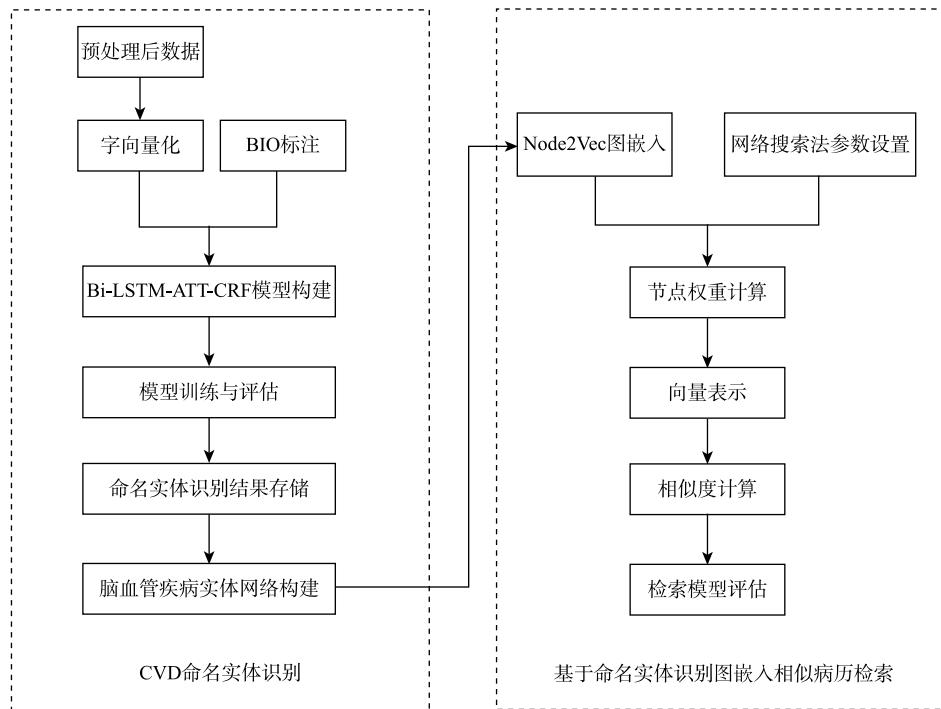 预处理后数据
字向量化
BIO标注
Bi-LSTM-ATT-CRF模型构建
模型训练与评估
命名实体识别结果存储
脑血管疾病实体网络构建
CVD命名实体识别
Node2Vec图嵌入
网络搜索法参数设置
节点权重计算
向量表示
相似度计算
检索模型评估
基于命名实体识别图嵌入相似病历检索